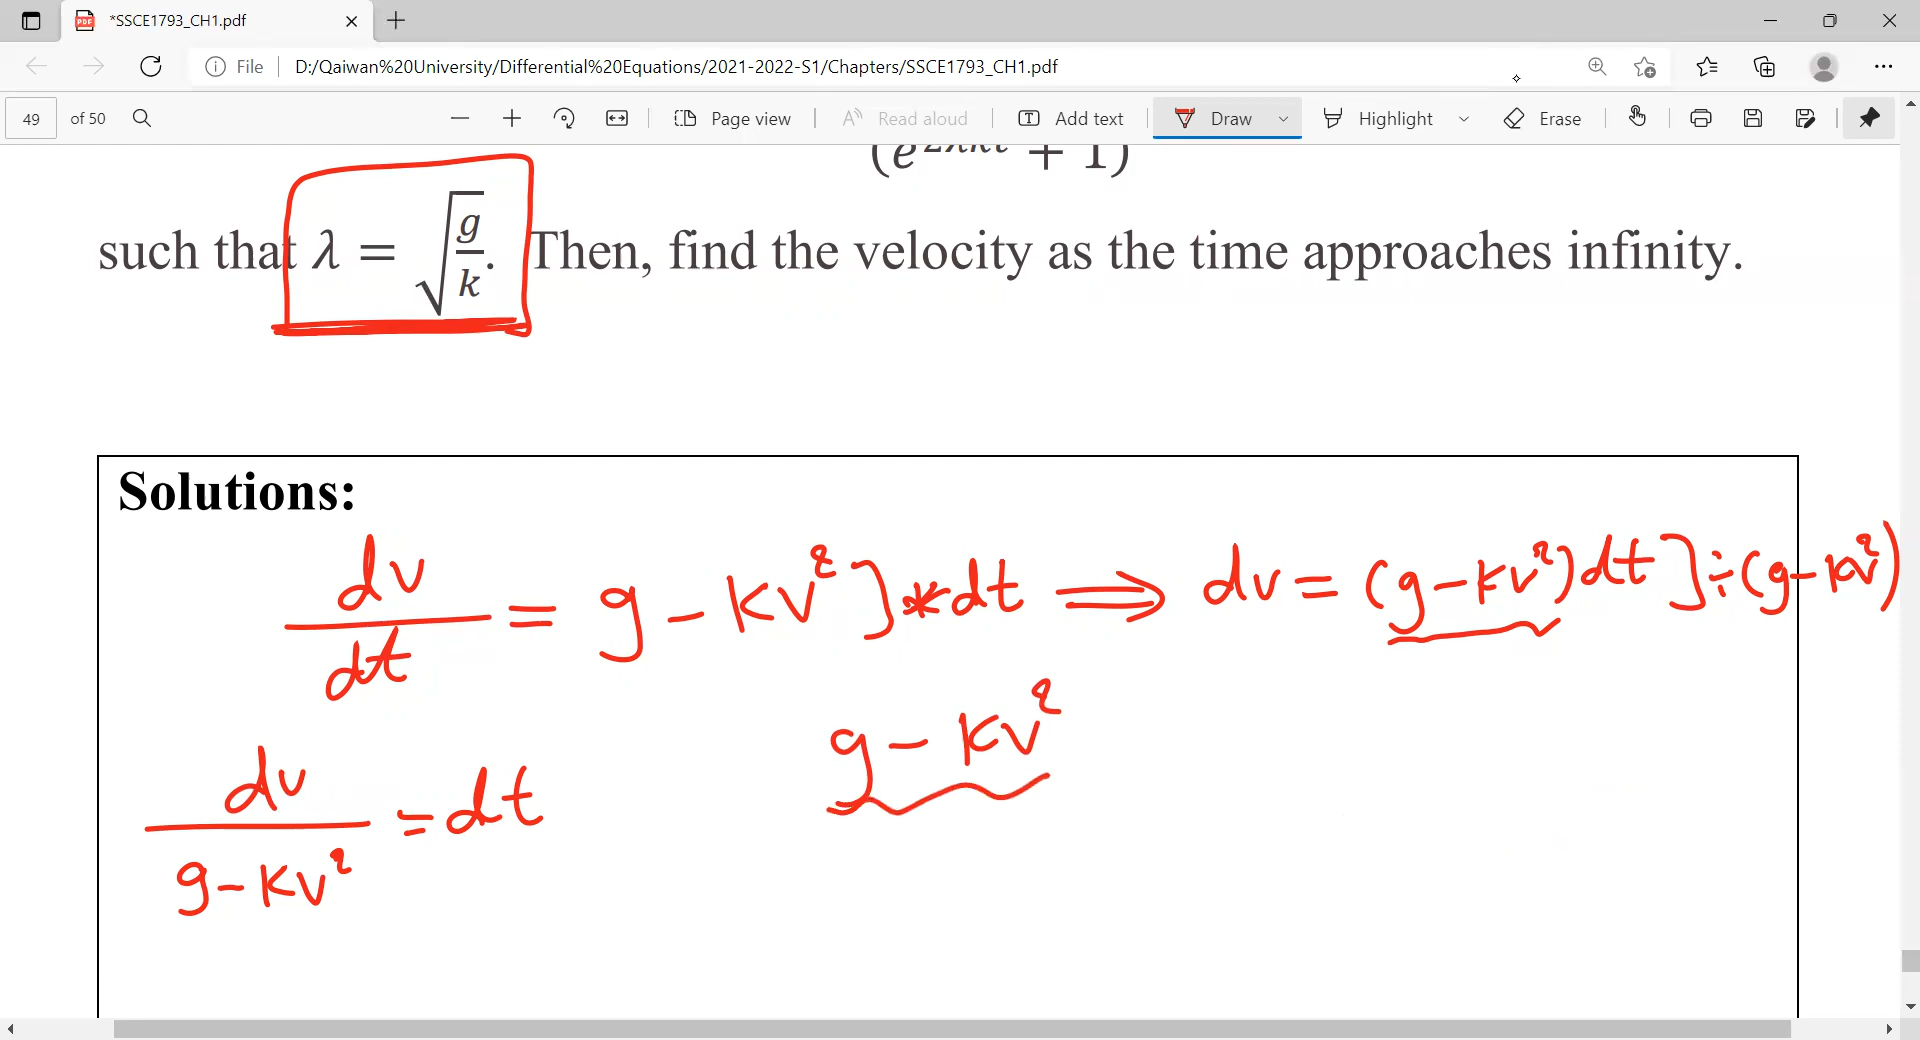 *SSCE1793_CH1.pdf
File D:/Qaiwan%20University/Differential%20Equations/2021-2022-S1/Chapters/SSCE1793_CH1.pdf
49 of 50 Page view Read aloud Add text Draw Highlight Erase
(e^{2λkt} + 1)
such that λ = √(g/k). Then, find the velocity as the time approaches infinity.
Solutions:
dv/dt = g - kv² ] * dt ⟹ dv = (g - kv²) dt ] ÷ (g - kv²)
g - kv²
dv/(g - kv²) = dt